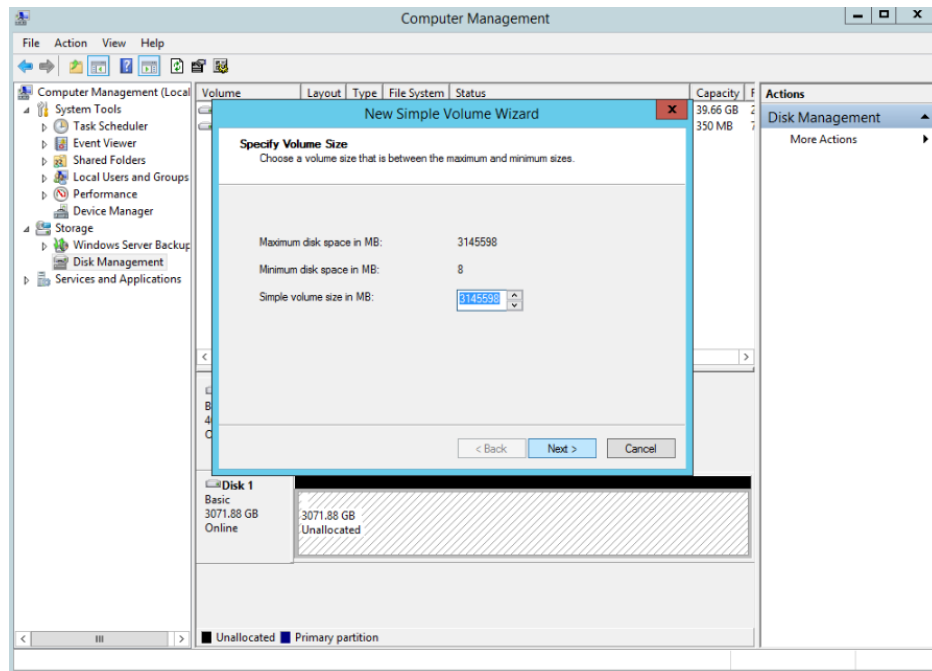 Computer Management
File Action View Help
Computer Management (Local
System Tools
Task Scheduler
Event Viewer
Shared Folders
Local Users and Groups
Performance
Device Manager
Storage
Windows Server Backup
Disk Management
Services and Applications
Volume Layout Type File System Status Capacity F
39.66 GB 2
350 MB 7
New Simple Volume Wizard
x
Specify Volume Size
Choose a volume size that is between the maximum and minimum sizes.
Maximum disk space in MB: 3145598
Minimum disk space in MB: 8
Simple volume size in MB: 3145598
< Back Next > Cancel
B
4
O
Disk 1
Basic
3071.88 GB
Online
3071.88 GB
Unallocated
Unallocated Primary partition
Actions
Disk Management
More Actions